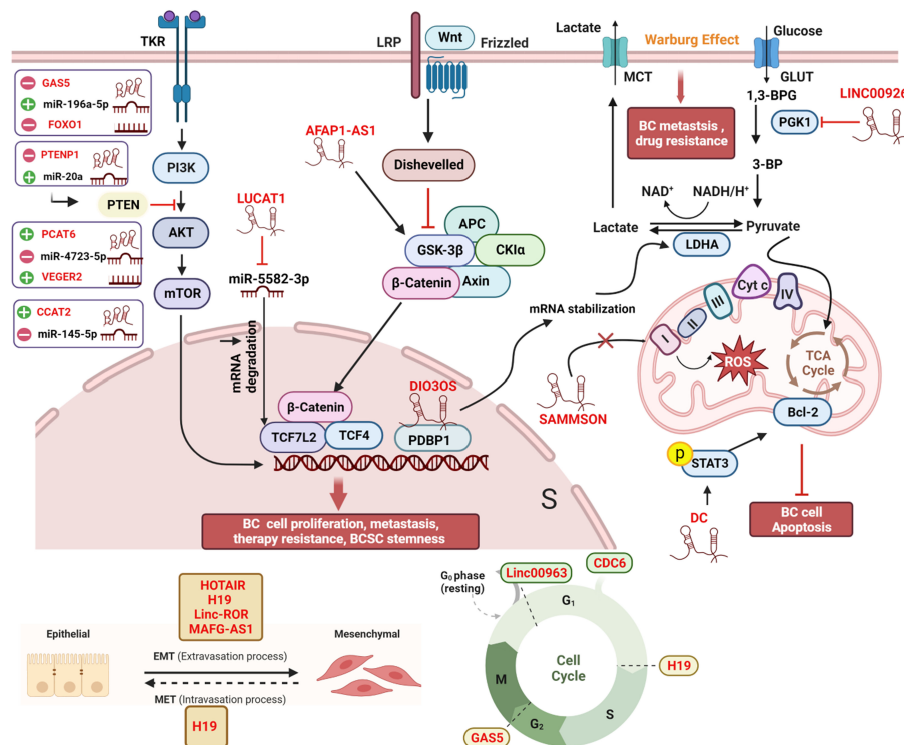 TKR
GAS5
miR-196a-5p
FOXO1
PTENP1
miR-20a
PTEN
PCAT6
miR-4723-5p
VEGER2
CCAT2
miR-145-5p
PI3K
AKT
mTOR
LUCAT1
miR-5582-3p
mRNA
degradation
LRP
Wnt
Frizzled
AFAP1-AS1
Dishevelled
APC
GSK-3β
CKIα
β-Catenin
Axin
β-Catenin
TCF7L2
TCF4
DIO3OS
PDBP1
mRNA stabilization
S
BC cell proliferation, metastasis,
therapy resistance, BCSC stemness
Lactate
MCT
Warburg Effect
BC metastsis ,
drug resistance
Glucose
GLUT
1,3-BPG
PGK1
LINC00926
3-BP
NAD+
NADH/H+
Lactate
Pyruvate
LDHA
I
II
III
Cyt c
IV
ROS
TCA
Cycle
SAMMSON
Bcl-2
p
STAT3
DC
BC cell
Apoptosis
HOTAIR
H19
Linc-ROR
MAFG-AS1
Epithelial
Mesenchymal
EMT (Extravasation process)
MET (Intravasation process)
H19
G0 phase
(resting)
Linc00963
CDC6
G1
H19
Cell
Cycle
M
S
G2
GAS5